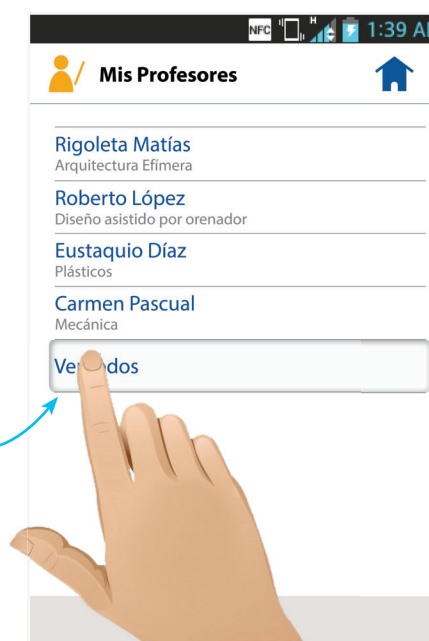 NFC H 1:39 A
Mis Profesores
Rigoleta Matías
Arquitectura Efímera
Roberto López
Diseño asistido por orenador
Eustaquio Díaz
Plásticos
Carmen Pascual
Mecánica